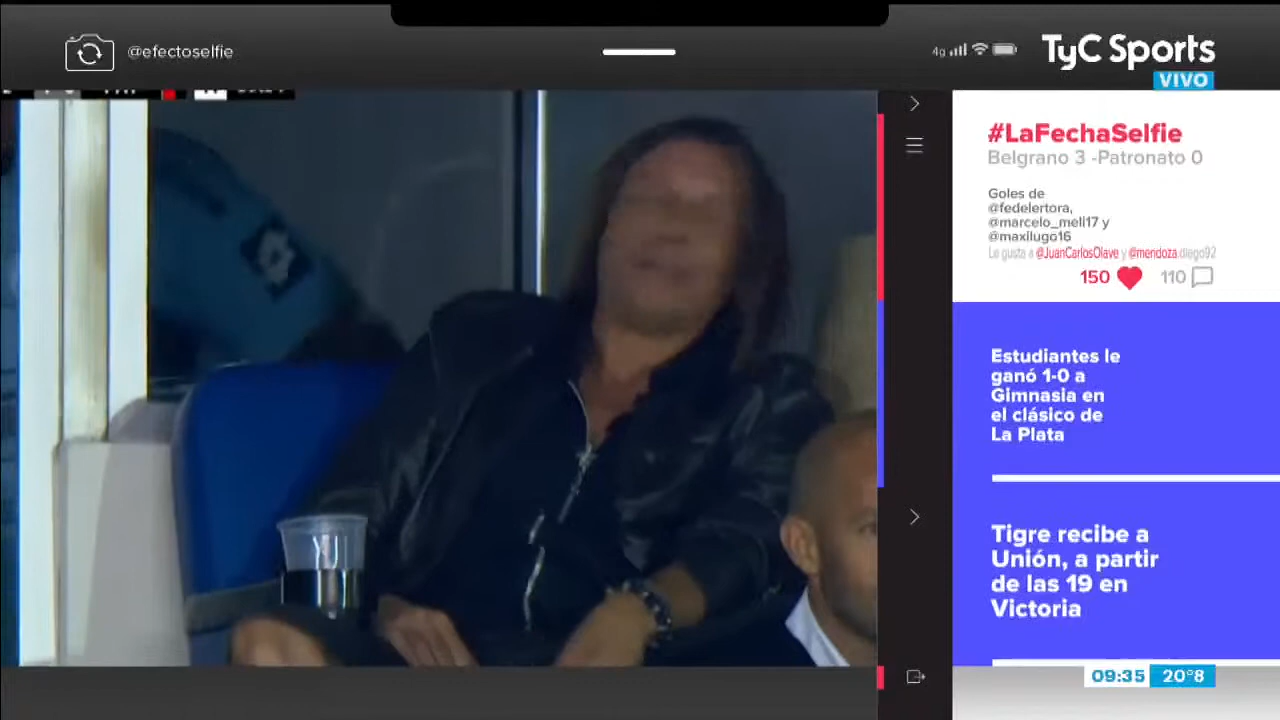 @efectoselfie
4g
TyC Sports
VIVO
#LaFechaSelfie
Belgrano 3 -Patronato 0
Goles de
@fedelertora,
@marcelo_meli17 y
@maxilugo16
Le gusta a @JuanCarlosOlave y @mendoza.diego92
150
110
Estudiantes le
ganó 1-0 a
Gimnasia en
el clásico de
La Plata
Tigre recibe a
Unión, a partir
de las 19 en
Victoria
09:35 20°8